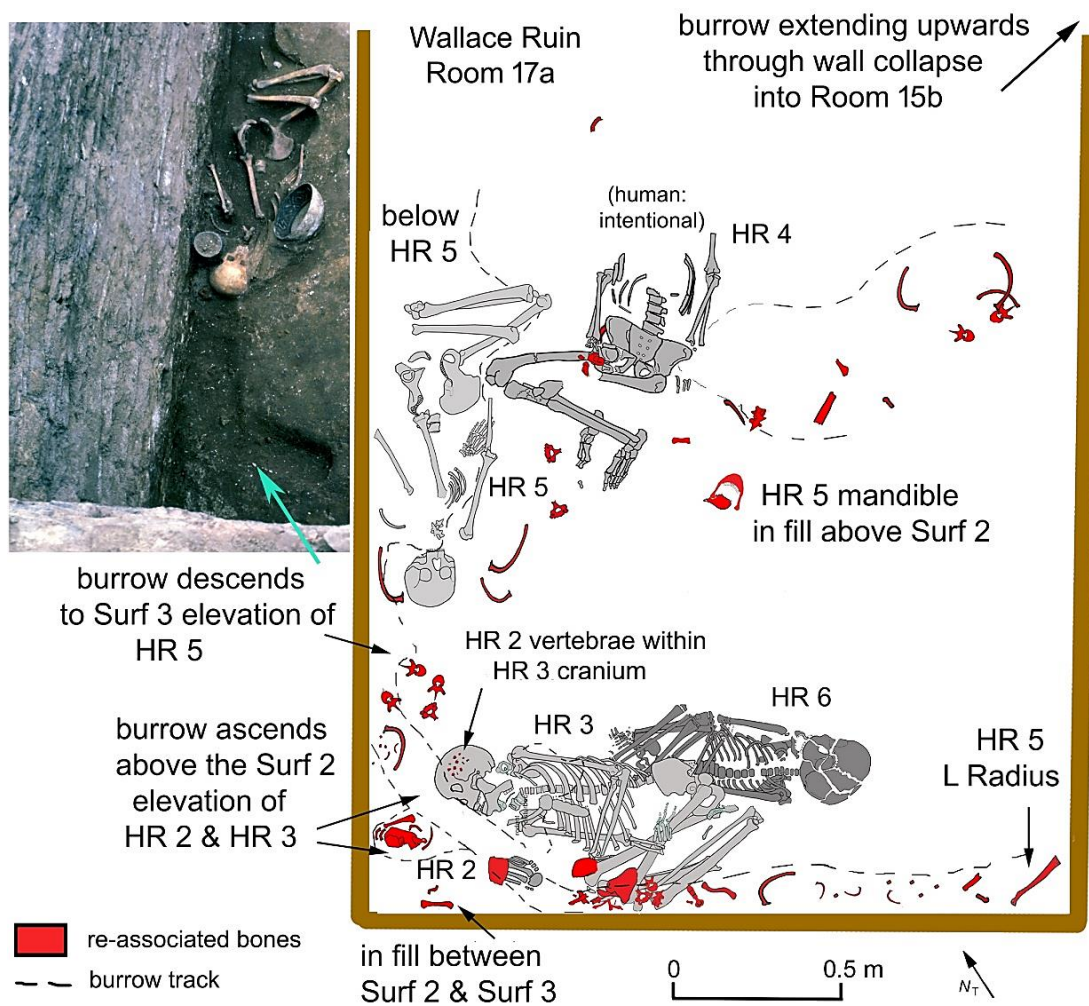 Wallace Ruin
Room 17a
burrow extending upwards
through wall collapse
into Room 15b
(human:
intentional)
below
HR 5
HR 4
HR 5
HR 5 mandible
in fill above Surf 2
burrow descends
to Surf 3 elevation of
HR 5
HR 2 vertebrae within
HR 3 cranium
HR 3
HR 6
burrow ascends
above the Surf 2
elevation of
HR 2 & HR 3
HR 5
L Radius
HR 2
in fill between
Surf 2 & Surf 3
re-associated bones
burrow track
0 0.5 m
NT